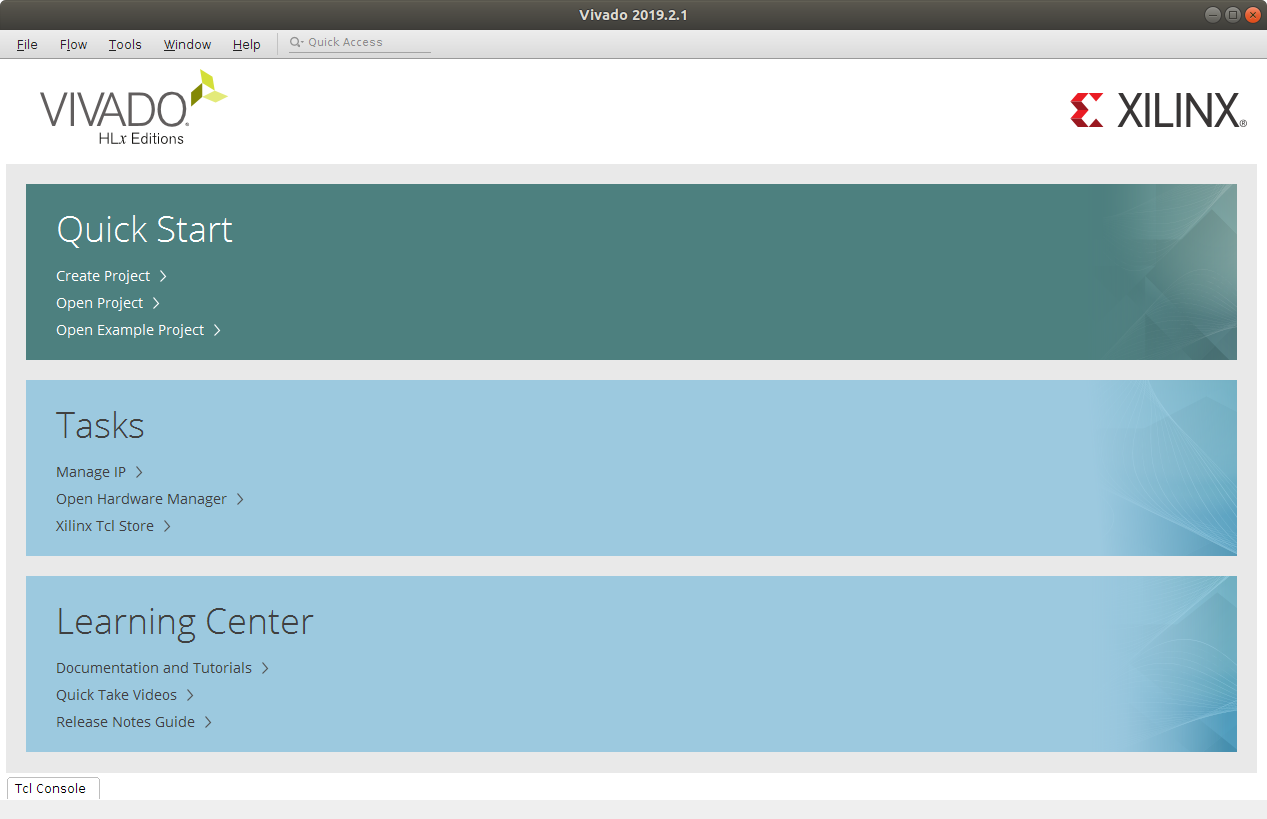 Vivado 2019.2.1
File Flow Tools Window Help Quick Access
VIVADO
HLx Editions
XILINX®
Quick Start
Create Project
Open Project
Open Example Project
Tasks
Manage IP
Open Hardware Manager
Xilinx Tcl Store
Learning Center
Documentation and Tutorials
Quick Take Videos
Release Notes Guide
Tcl Console